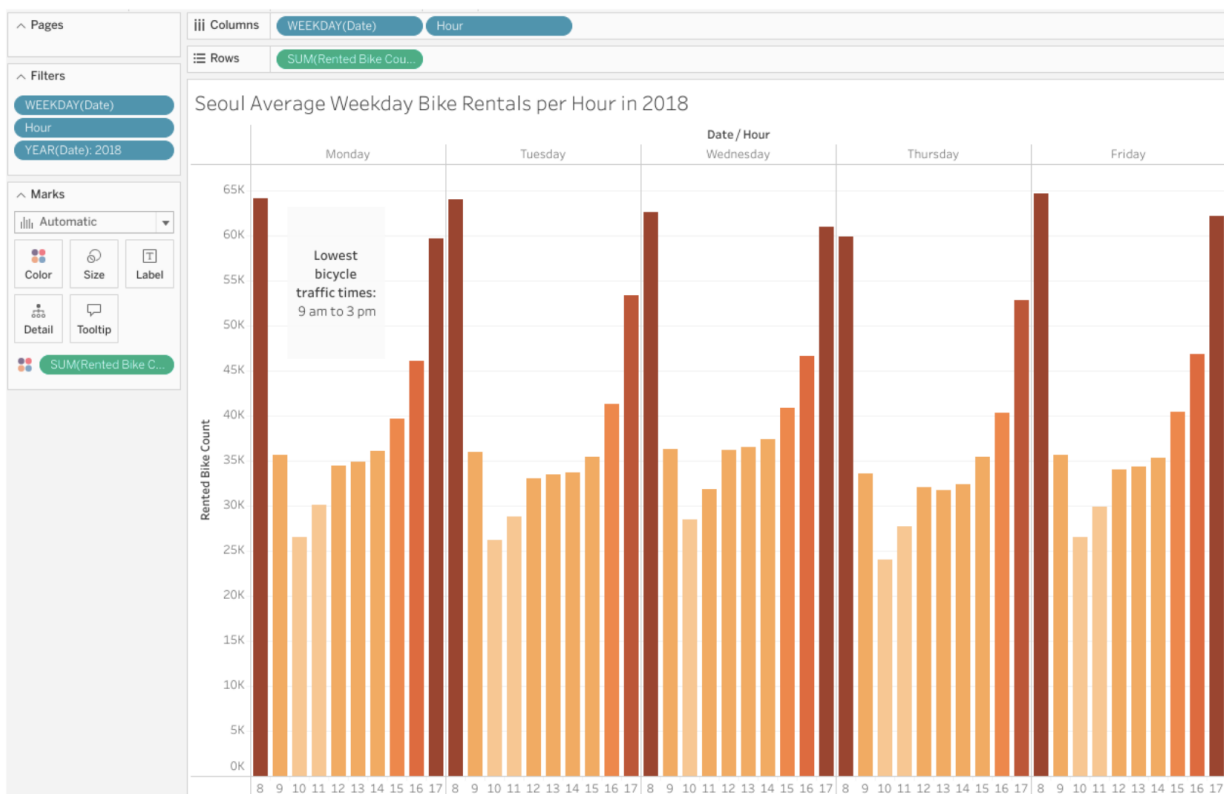 Pages
Columns
WEEKDAY(Date)
Hour
Rows
SUM(Rented Bike Cou...
Filters
WEEKDAY(Date)
Hour
YEAR(Date): 2018
Marks
Automatic
Color
Size
Label
Detail
Tooltip
SUM(Rented Bike C...
Seoul Average Weekday Bike Rentals per Hour in 2018
Date / Hour
Monday Tuesday Wednesday Thursday Friday
Rented Bike Count
65K
60K
55K
50K
45K
40K
35K
30K
25K
20K
15K
10K
5K
0K
Lowest
bicycle
traffic times:
9 am to 3 pm
8 9 10 11 12 13 14 15 16 17 8 9 10 11 12 13 14 15 16 17 8 9 10 11 12 13 14 15 16 17 8 9 10 11 12 13 14 15 16 17 8 9 10 11 12 13 14 15 16 17